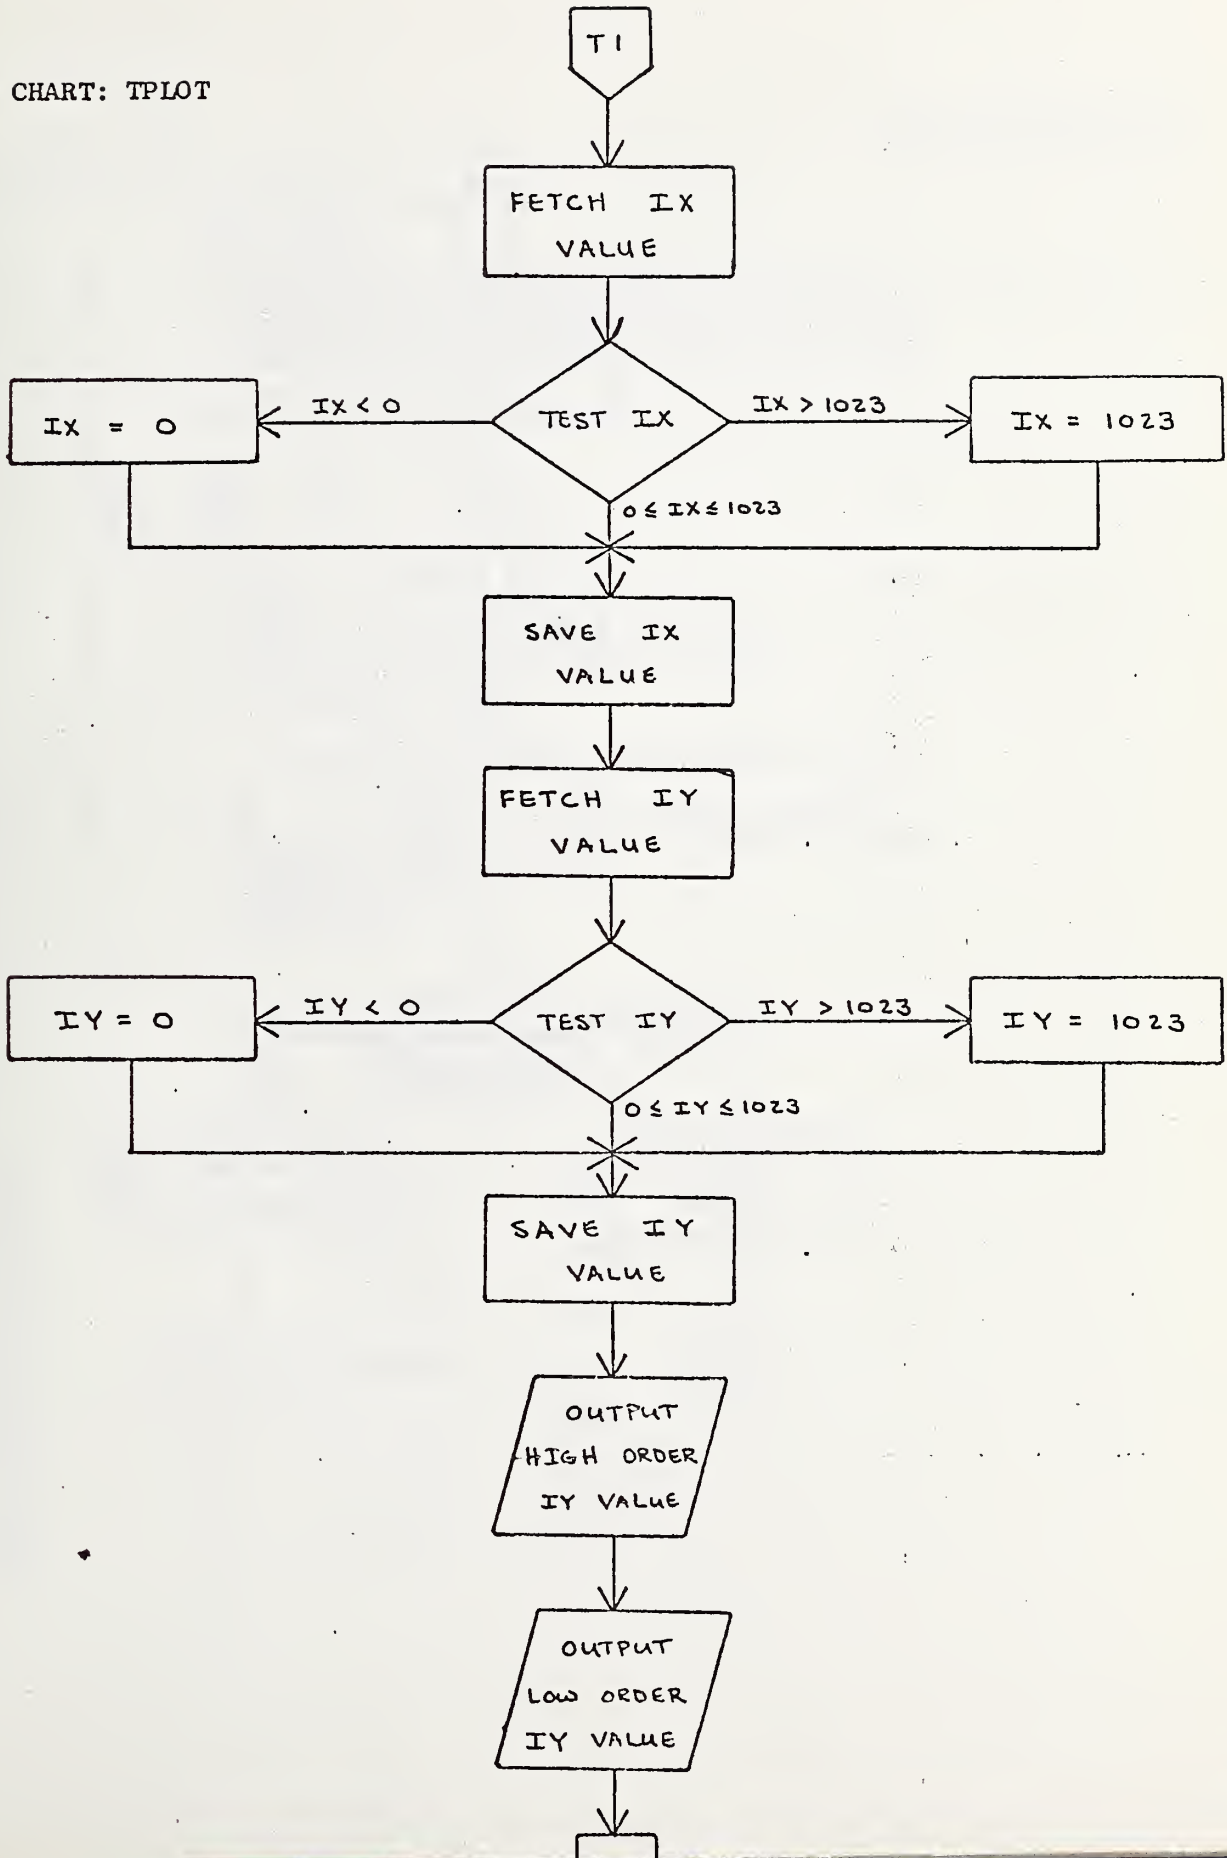 T1
CHART: TPLOT
FETCH IX
VALUE
IX < 0
TEST IX
IX > 1023
IX = 0
IX = 1023
0 ≤ IX ≤ 1023
SAVE IX
VALUE
FETCH IY
VALUE
IY < 0
TEST IY
IY > 1023
IY = 0
IY = 1023
0 ≤ IY ≤ 1023
SAVE IY
VALUE
OUTPUT
HIGH ORDER
IY VALUE
OUTPUT
LOW ORDER
IY VALUE